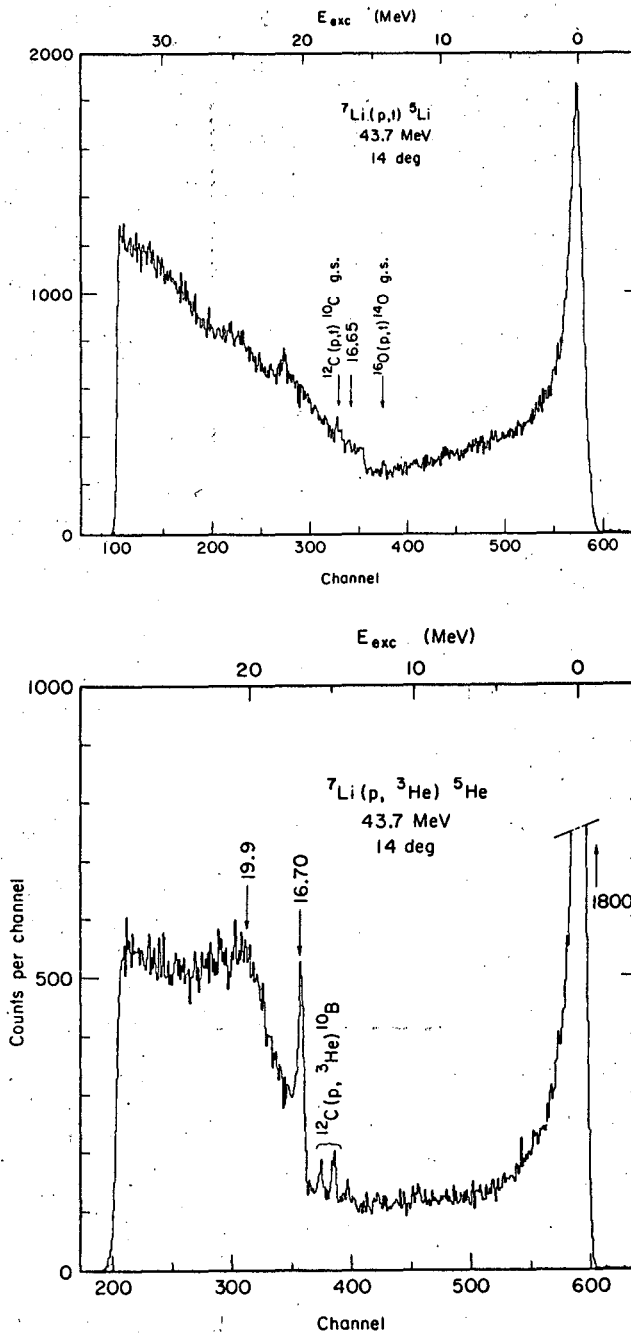 E exc (MeV)
30 20 10 0
2000
⁷Li (p,t) ⁵Li
43.7 MeV
14 deg
¹²C(p,t) ¹⁰C g.s.
16.65
¹⁶O(p,t) ¹⁴O g.s.
1000
0
100 200 300 400 500 600
Channel
E exc (MeV)
20 10 0
1000
⁷Li (p, ³He) ⁵He
43.7 MeV
14 deg
19.9
16.70
1800
¹²C(p, ³He) ¹⁰B
Counts per channel
500
0
200 300 400 500 600
Channel